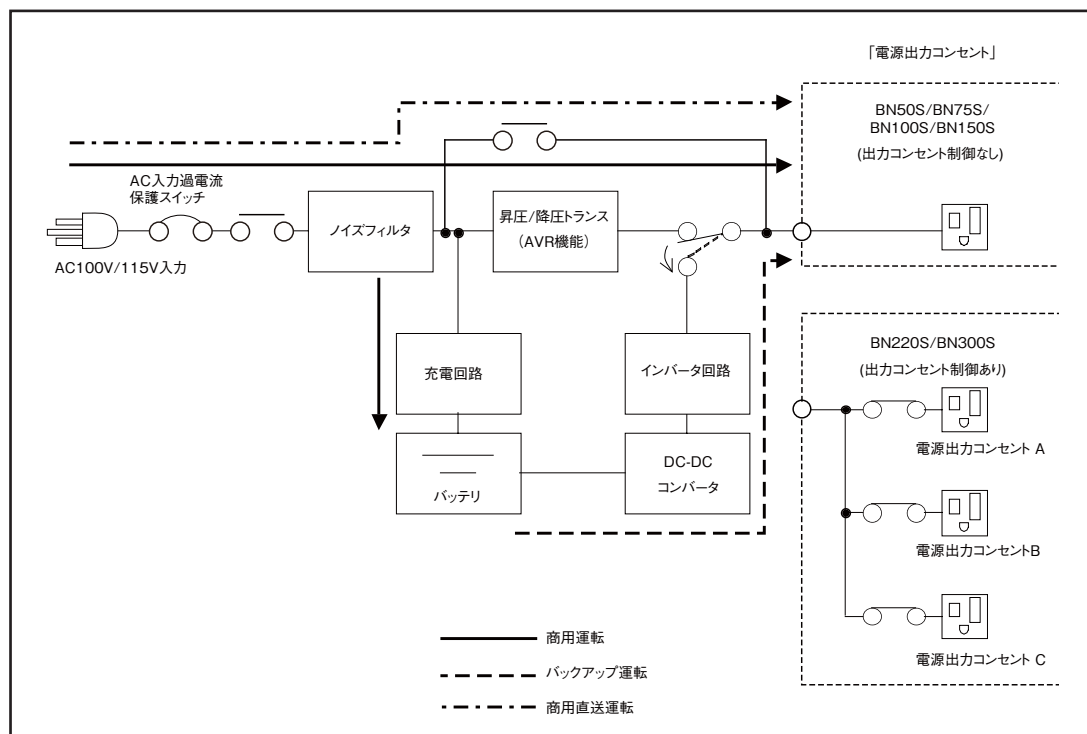 「電源出力コンセント」
BN50S/BN75S/
BN100S/BN150S
(出力コンセント制御なし)
AC入力過電流
保護スイッチ
ノイズフィルタ
昇圧/降圧トランス
(AVR機能)
AC100V/115V入力
充電回路
インバータ回路
バッテリ
DC-DC
コンバータ
BN220S/BN300S
(出力コンセント制御あり)
電源出力コンセント A
電源出力コンセントB
電源出力コンセント C
商用運転
バックアップ運転
商用直送運転